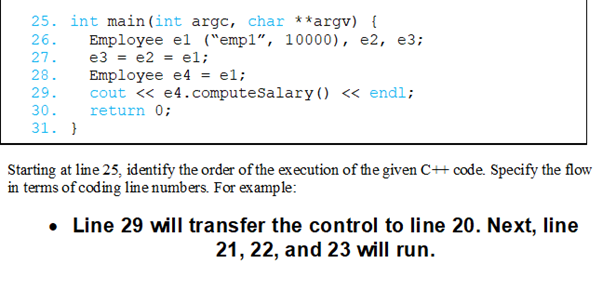 25. int main(int argc, char **argv) {
26. Employee e1 ("emp1", 10000), e2, e3;
27. e3 = e2 = e1;
28. Employee e4 = e1;
29. cout << e4.computeSalary() << endl;
30. return 0;
31. }
Starting at line 25, identify the order of the execution of the given C++ code. Specify the flow
in terms of coding line numbers. For example:
• Line 29 will transfer the control to line 20. Next, line
21, 22, and 23 will run.